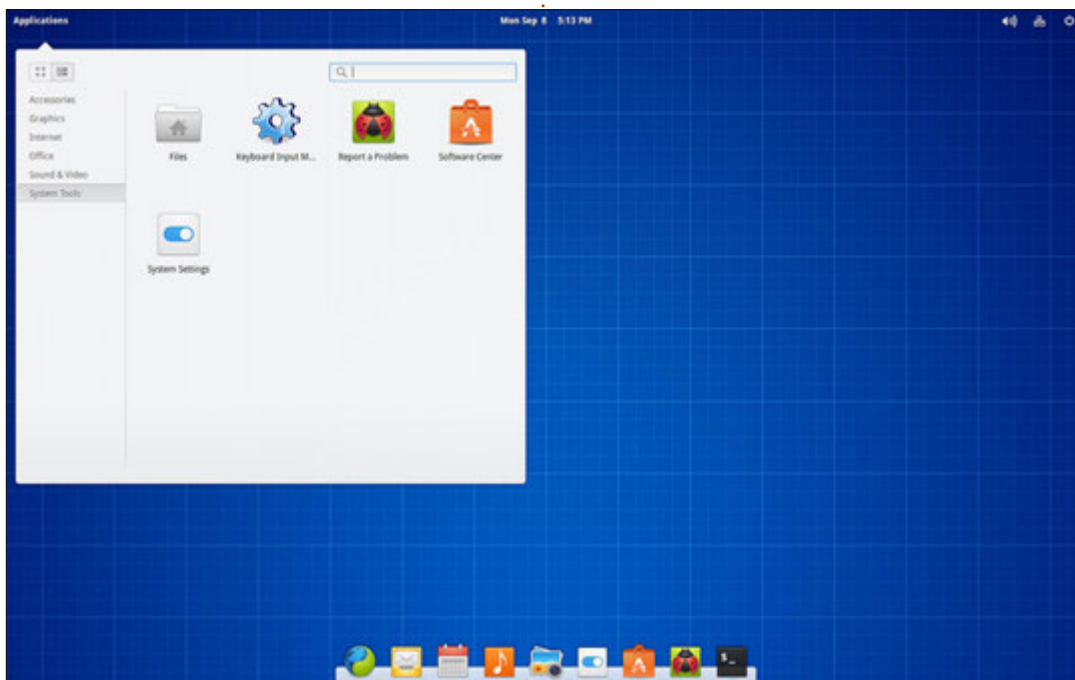 Applications
Mon Sep 8 5:13 PM
Accessories
Graphics
Internet
Office
Sound & Video
System Tools
Files
Keyboard Input M...
Report a Problem
Software Center
System Settings
$_